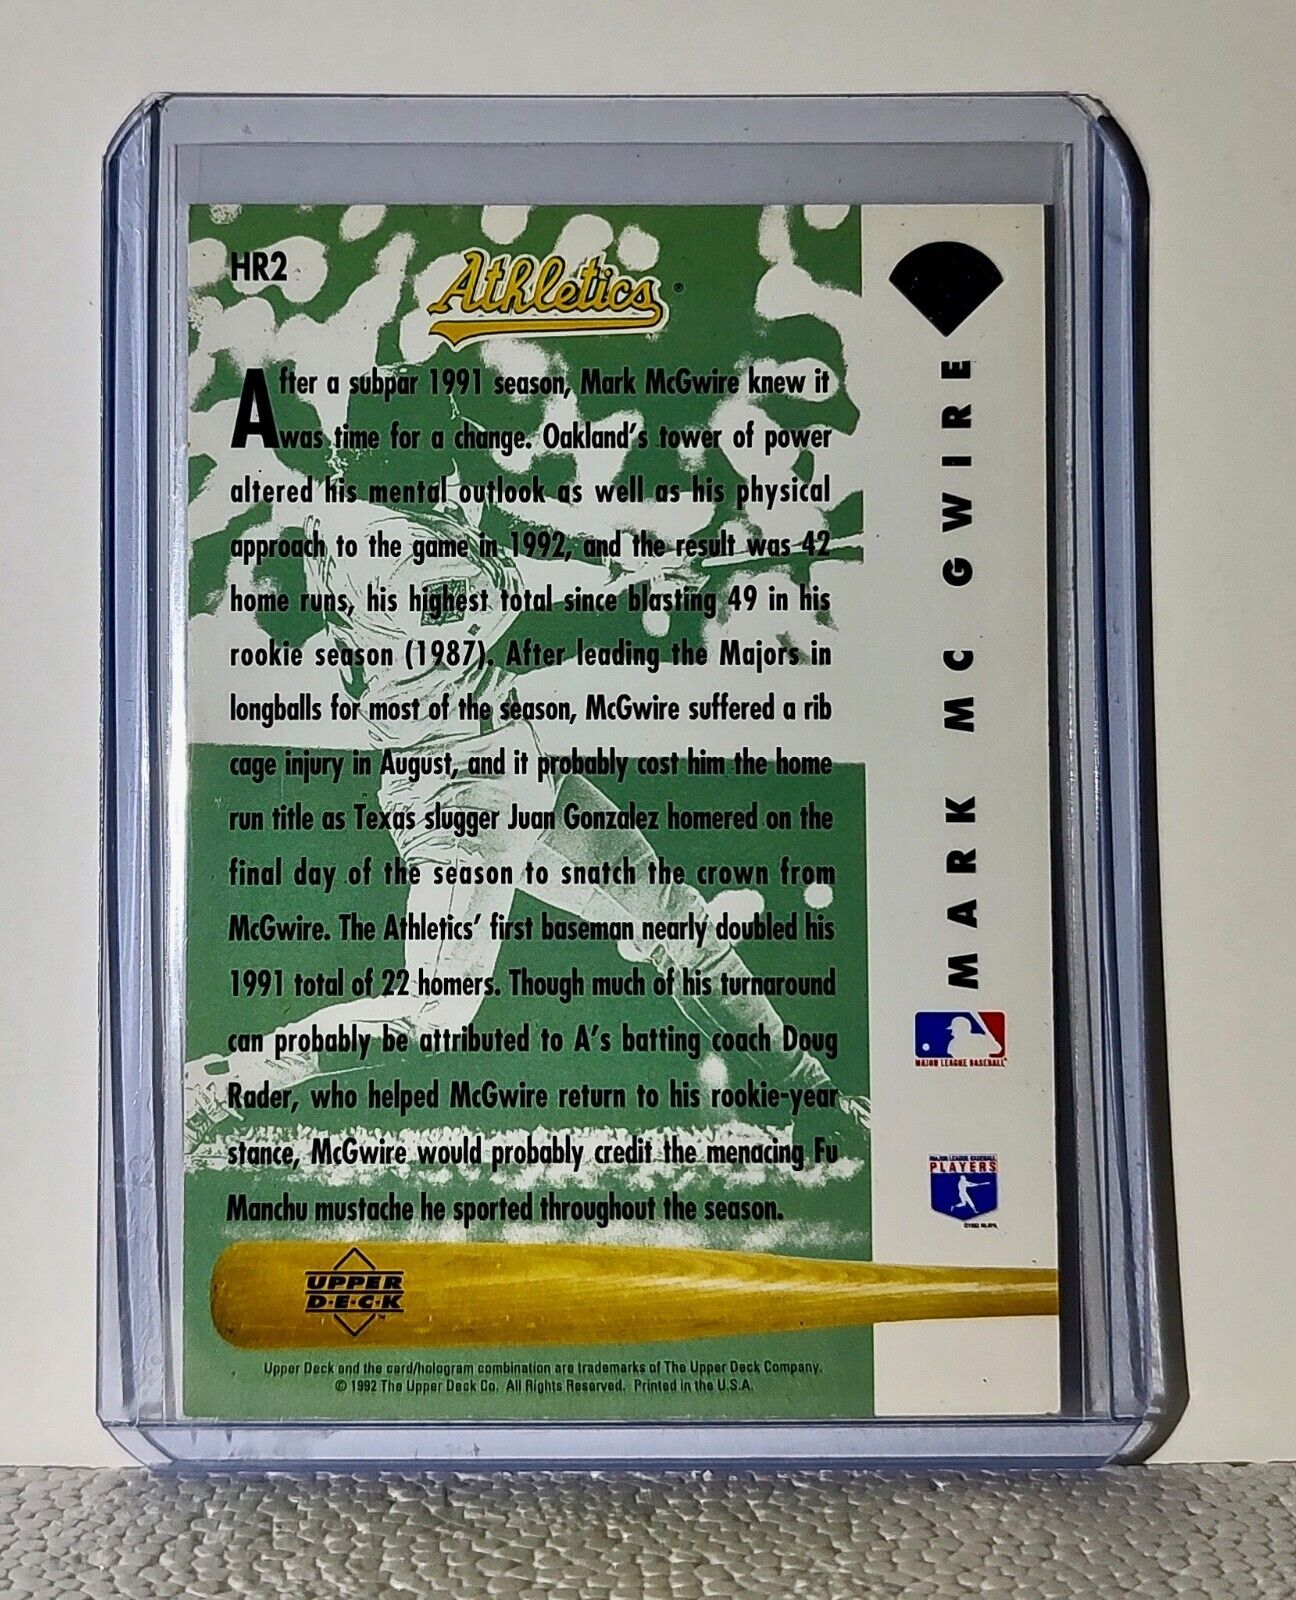 HR2
Athletics®
After a subpar 1991 season, Mark McGwire knew it
was time for a change. Oakland's tower of power
altered his mental outlook as well as his physical
approach to the game in 1992, and the result was 42
home runs, his highest total since blasting 49 in his
rookie season (1987). After leading the Majors in
longballs for most of the season, McGwire suffered a rib
cage injury in August, and it probably cost him the home
run title as Texas slugger Juan Gonzalez homered on the
final day of the season to snatch the crown from
McGwire. The Athletics' first baseman nearly doubled his
1991 total of 22 homers. Though much of his turnaround
can probably be attributed to A's batting coach Doug
Rader, who helped McGwire return to his rookie-year
stance, McGwire would probably credit the menacing Fu
Manchu mustache he sported throughout the season.
UPPER
D·E·C·K
Upper Deck and the card/hologram combination are trademarks of The Upper Deck Company.
© 1992 The Upper Deck Co. All Rights Reserved. Printed in the U.S.A.
MARK MC GWIRE
MAJOR LEAGUE BASEBALL
MAJOR LEAGUE BASEBALL
PLAYERS
©1992 MLBPA